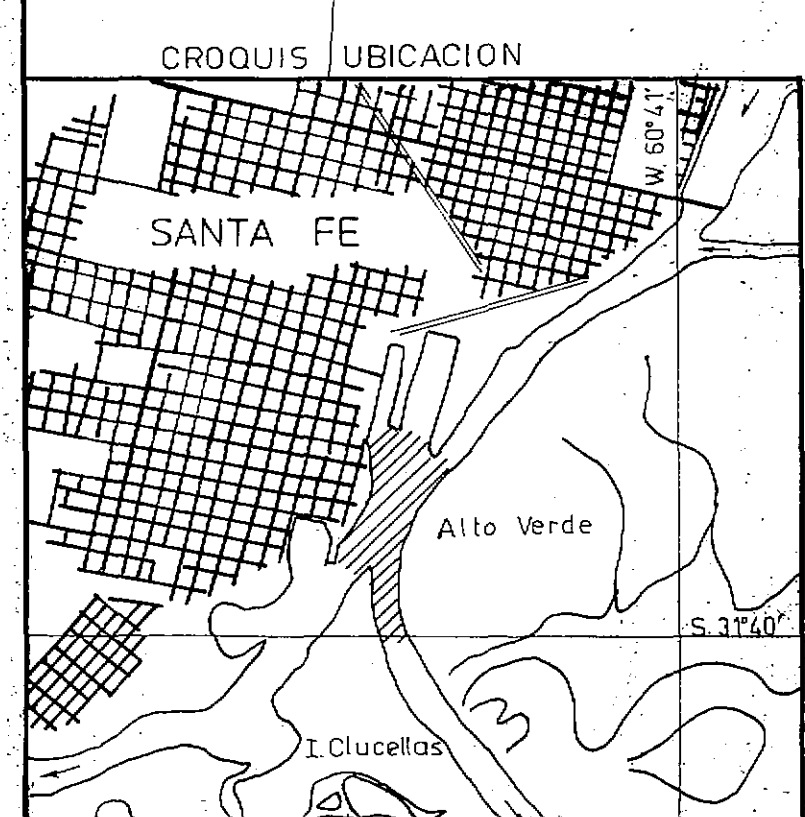 CROQUIS UBICACION
W. 60°41'
SANTA FE
Alto Verde
S. 31°40'
I. Clucellas